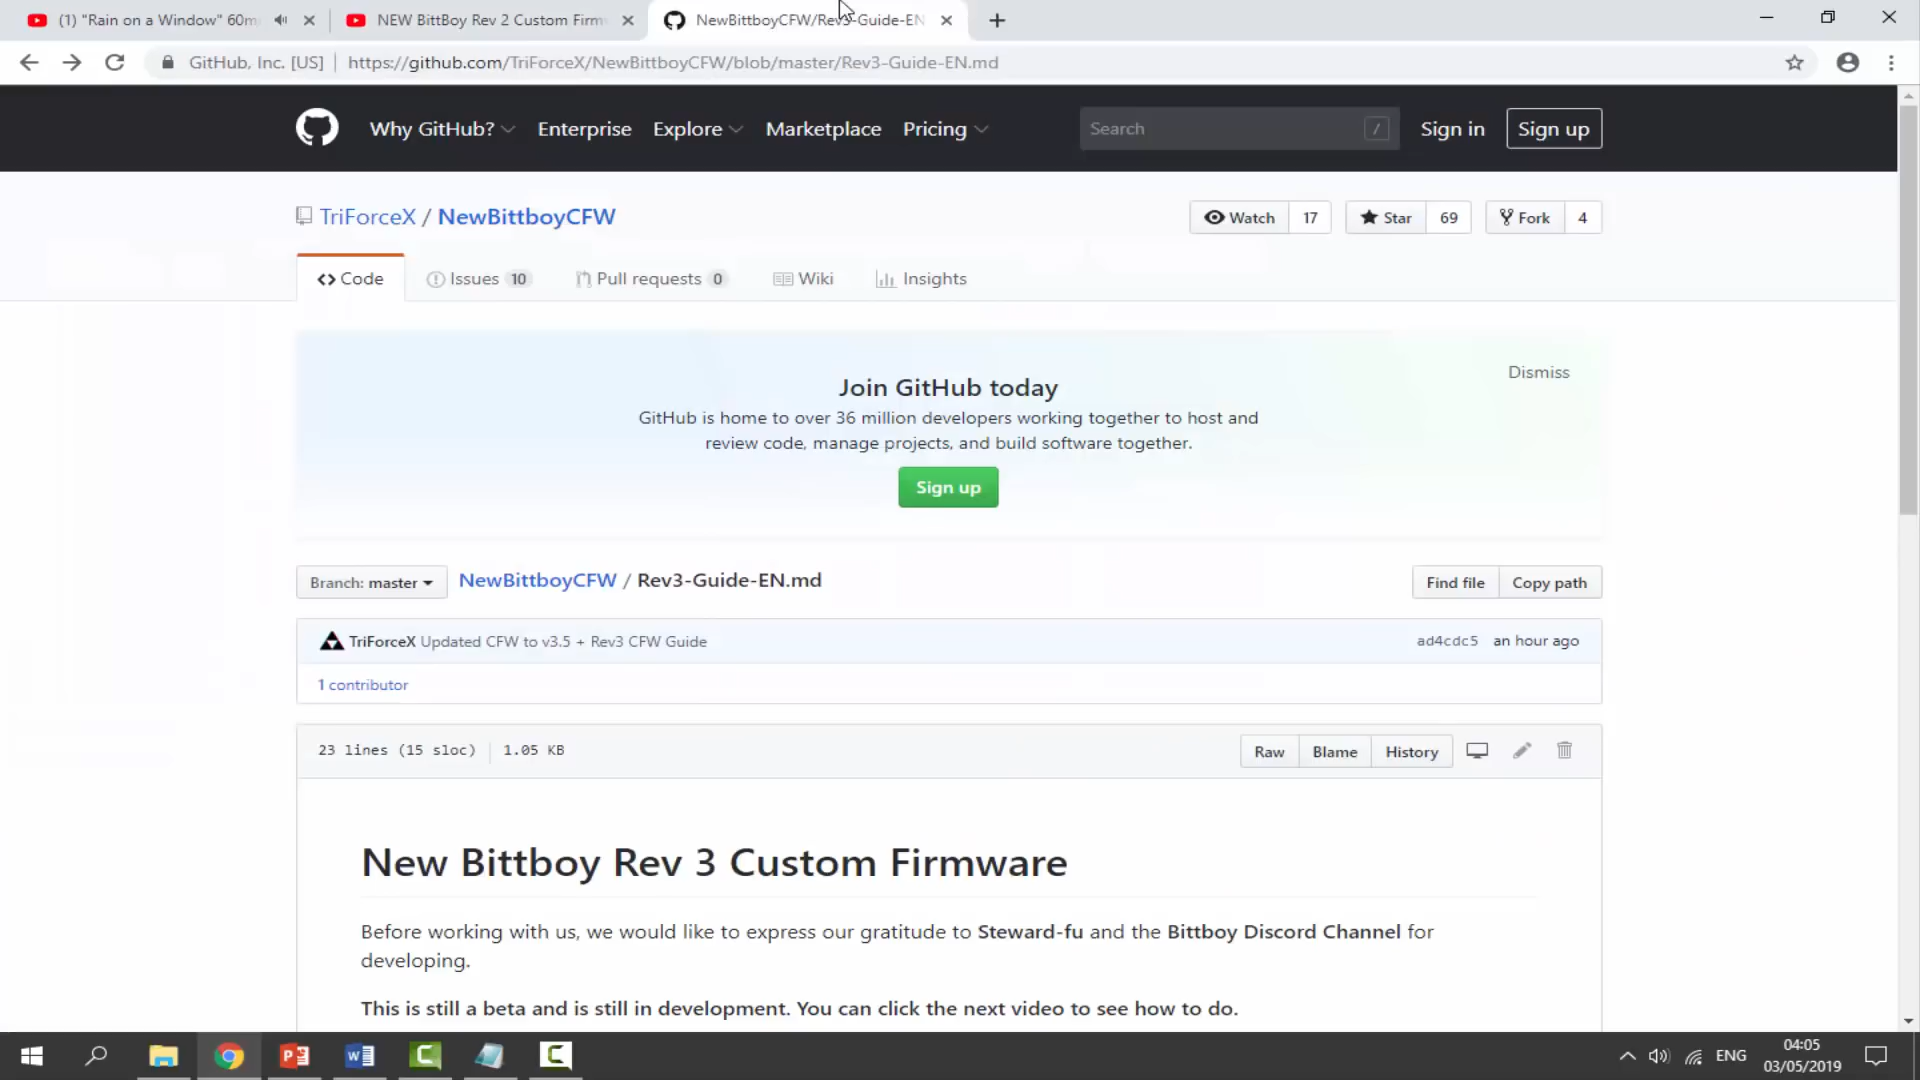 (1) "Rain on a Window" 60m
NEW BittBoy Rev 2 Custom Firm
NewBittboyCFW/Rev3-Guide-EN
GitHub, Inc. [US]
https://github.com/TriForceX/NewBittboyCFW/blob/master/Rev3-Guide-EN.md
Why GitHub?
Enterprise
Explore
Marketplace
Pricing
Search
/
Sign in
Sign up
TriForceX / NewBittboyCFW
Watch 17
Star 69
Fork 4
<> Code
Issues 10
Pull requests 0
Wiki
Insights
Join GitHub today
Dismiss
GitHub is home to over 36 million developers working together to host and
review code, manage projects, and build software together.
Sign up
Branch: master
NewBittboyCFW / Rev3-Guide-EN.md
Find file
Copy path
TriForceX Updated CFW to v3.5 + Rev3 CFW Guide
ad4cdc5 an hour ago
1 contributor
23 lines (15 sloc)
1.05 KB
Raw
Blame
History
New Bittboy Rev 3 Custom Firmware
Before working with us, we would like to express our gratitude to Steward-fu and the Bittboy Discord Channel for
developing.
This is still a beta and is still in development. You can click the next video to see how to do.
ENG
04:05
03/05/2019